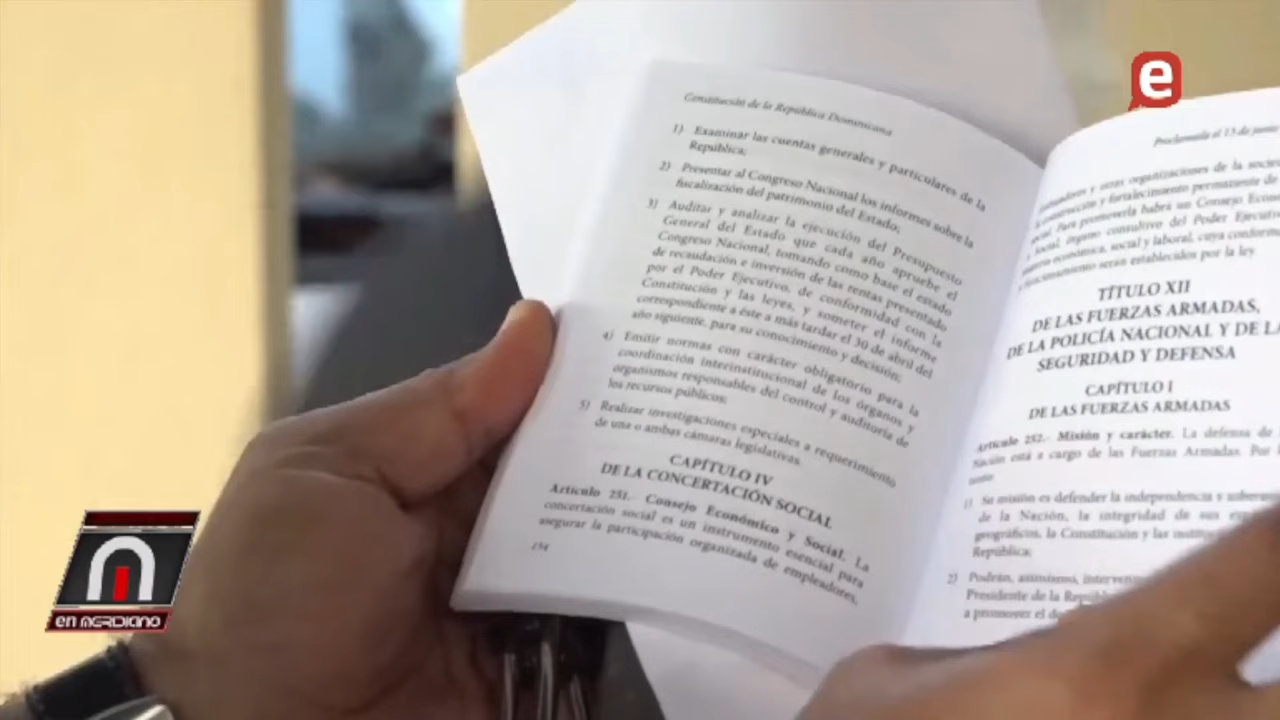 Constitución de la República Dominicana
1) Examinar las cuentas generales y particulares de la
República;
2) Presentar al Congreso Nacional los informes sobre la
fiscalización del patrimonio del Estado;
3) Auditar y analizar la ejecución del Presupuesto
General del Estado que cada año apruebe el
Congreso Nacional, tomando como base el estado
de recaudación e inversión de las rentas presentado
por el Poder Ejecutivo, de conformidad con la
Constitución y las leyes, y someter el informe
correspondiente a éste a más tardar el 30 de abril del
año siguiente, para su conocimiento y decisión;
4) Emitir normas con carácter obligatorio para la
coordinación interinstitucional de los órganos y
organismos responsables del control y auditoría de
los recursos públicos;
5) Realizar investigaciones especiales a requerimiento
de una o ambas cámaras legislativas.
CAPÍTULO IV
DE LA CONCERTACIÓN SOCIAL
Artículo 251.- Consejo Económico y Social. La
concertación social es un instrumento esencial para
asegurar la participación organizada de empleadores,
154
Proclamada el 13 de junio
y otras organizaciones de la
construcción y fortalecimiento permanente de
social. Para promoverla habrá un Consejo
y Social, órgano consultivo del Poder
económica, social y laboral, cuya
funcionamiento serán establecidos por la ley
TÍTULO XII
DE LAS FUERZAS ARMADAS,
DE LA POLICÍA NACIONAL Y DE LA
SEGURIDAD Y DEFENSA
CAPÍTULO I
DE LAS FUERZAS ARMADAS
Artículo 252.- Misión y carácter. La defensa de
Nación está a cargo de las Fuerzas Armadas. Por
tanto:
1) Su misión es defender la independencia y
de la Nación, la integridad de sus
geográficos, la Constitución y las
República;
2) Podrán, asimismo,
Presidente de la
a promover el
e
en MERDIANO